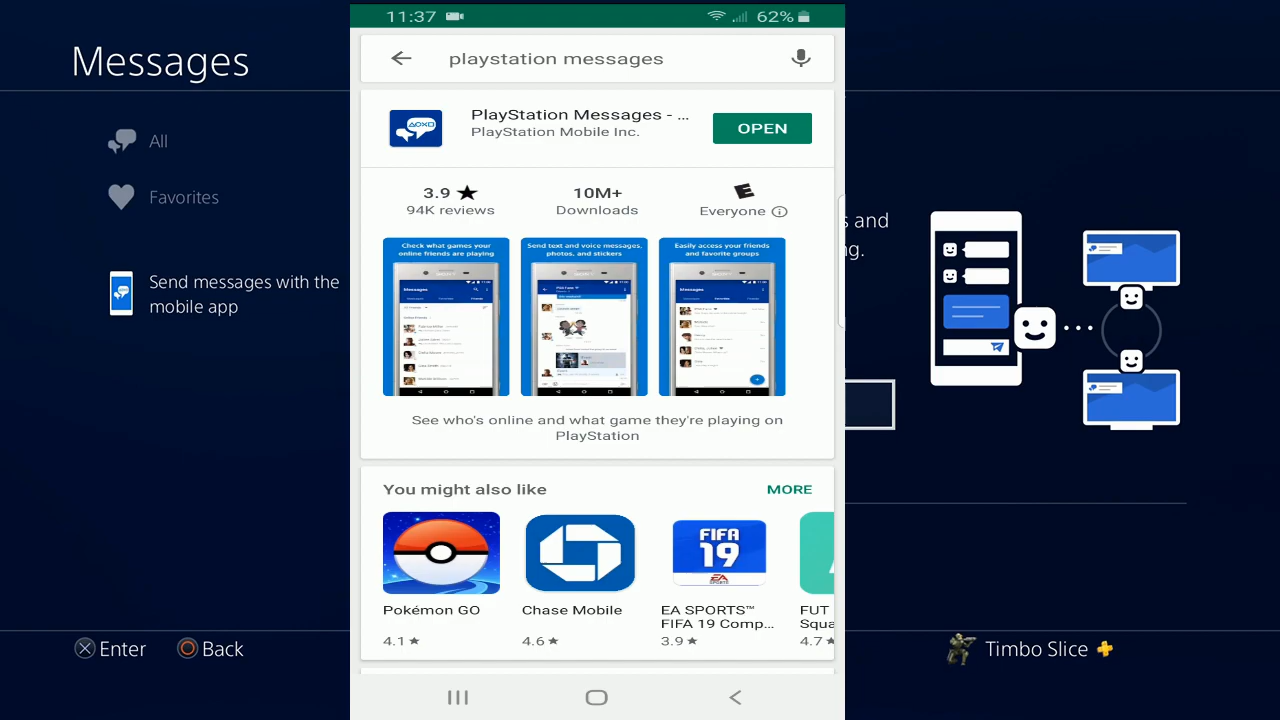 Messages
All
Favorites
Send messages with the
mobile app
Enter
Back
11:37
62%
playstation messages
PlayStation Messages - ...
PlayStation Mobile Inc.
OPEN
3.9 ★
94K reviews
10M+
Downloads
E
Everyone
Check what games your
online friends are playing
Send text and voice messages,
photos, and stickers
Easily access your friends
and favorite groups
Messages
See who's online and what game they're playing on
PlayStation
You might also like
MORE
FIFA
19
EA
SPORTS
Pokémon GO
Chase Mobile
EA SPORTS™
FIFA 19 Comp...
FUT
Squa
4.1 ★
4.6 ★
3.9 ★
4.7 ★
s and
g.
Timbo Slice